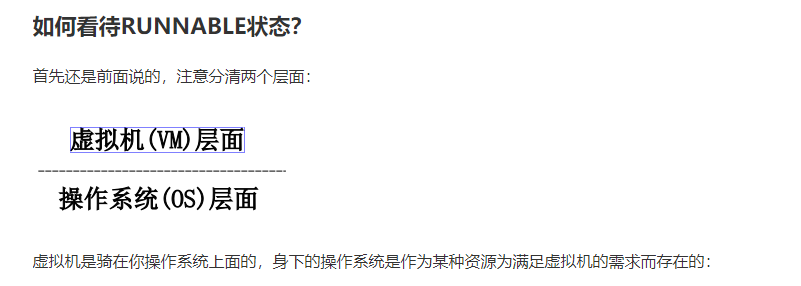 如何看待RUNNABLE状态？
首先还是前面说的，注意分清两个层面：
虚拟机(VM)层面
操作系统(OS)层面
虚拟机是骑在你操作系统上面的，身下的操作系统是作为某种资源为满足虚拟机的需求而存在的：